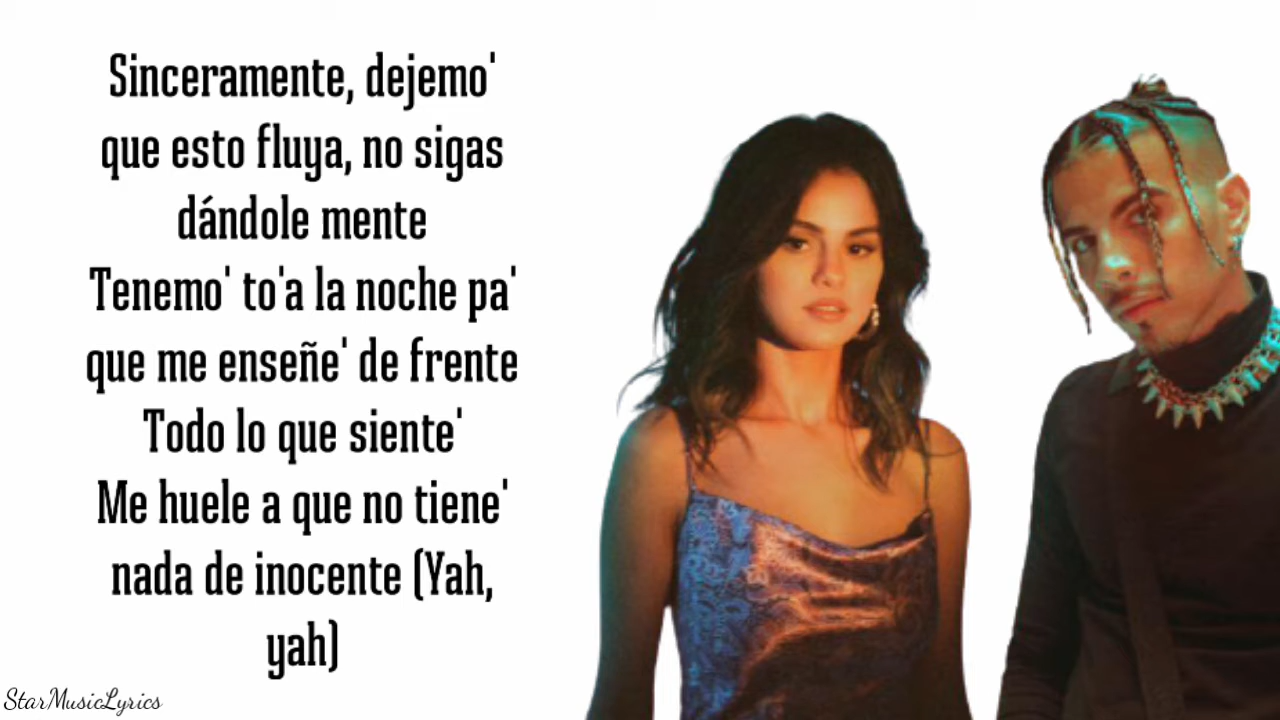 Sinceramente, dejemo'
que esto fluya, no sigas
dándole mente
Tenemo' to'a la noche pa'
que me enseñe' de frente
Todo lo que siente'
Me huele a que no tiene'
nada de inocente (Yah,
yah)
StarMusicLyrics